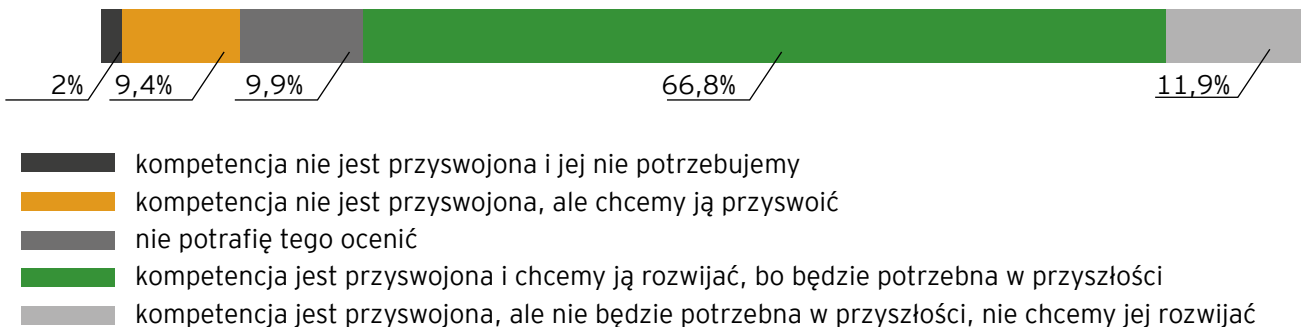 2% 9,4% 9,9% 66,8% 11,9%
kompetencja nie jest przyswojona i jej nie potrzebujemy
kompetencja nie jest przyswojona, ale chcemy ją przyswoić
nie potrafię tego ocenić
kompetencja jest przyswojona i chcemy ją rozwijać, bo będzie potrzebna w przyszłości
kompetencja jest przyswojona, ale nie będzie potrzebna w przyszłości, nie chcemy jej rozwijać